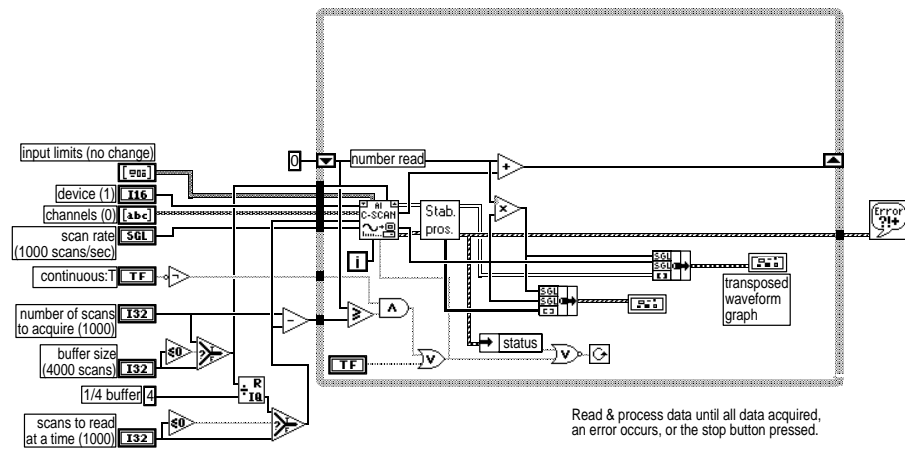 input limits (no change)
device (1)
I16
channels (0)
[abc]
scan rate
(1000 scans/sec)
SGL
continuous:T
TF
number of scans
to acquire (1000)
I32
buffer size
(4000 scans)
I32
≤0
?
T
F
1/4 buffer
4
R
IQ
scans to read
at a time (1000)
I32
≤0
?
T
F
0
number read
AI
C-SCAN
Stab.
pros.
i
TF
status
SGL
SGL
[ ]
SGL
SGL
[ ]
transposed
waveform
graph
Error
?!+
Read & process data until all data acquired,
an error occurs, or the stop button pressed.